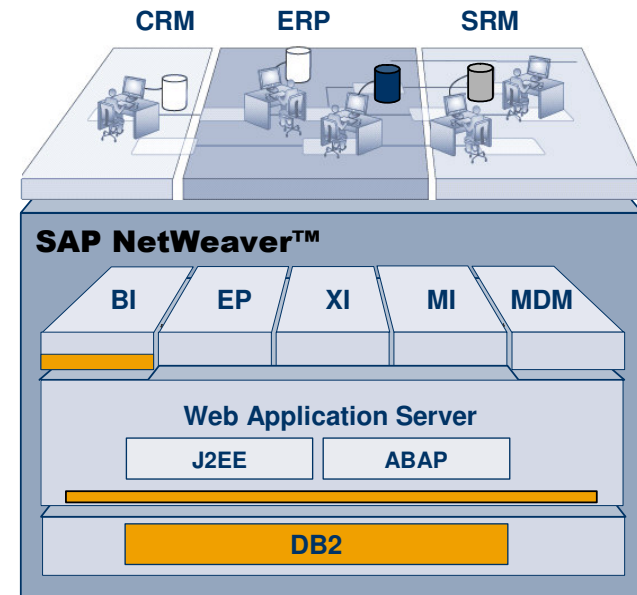 CRM ERP SRM
SAP NetWeaver™
BI EP XI MI MDM
Web Application Server
J2EE ABAP
DB2